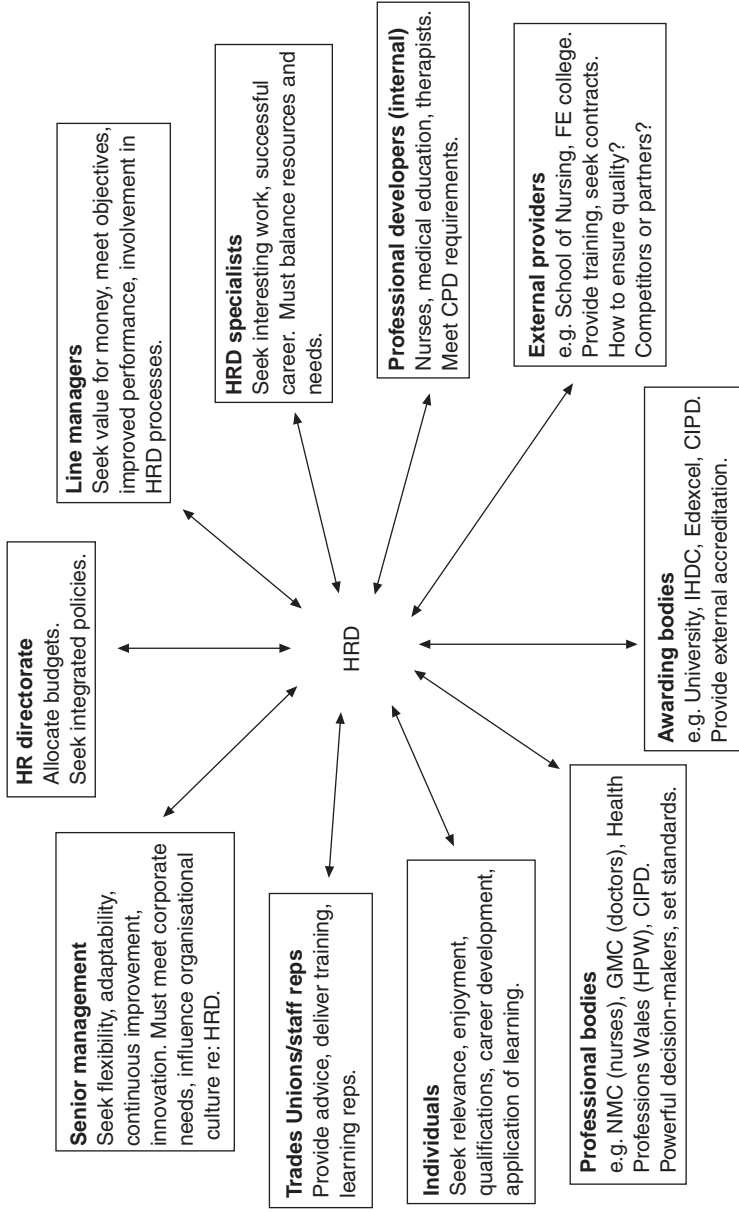 HR directorate
Allocate budgets.
Seek integrated policies.
Line managers
Seek value for money, meet objectives,
improved performance, involvement in
HRD processes.
HRD specialists
Seek interesting work, successful
career. Must balance resources and
needs.
Professional developers (internal)
Nurses, medical education, therapists.
Meet CPD requirements.
External providers
e.g. School of Nursing, FE college.
Provide training, seek contracts.
How to ensure quality?
Competitors or partners?
Awarding bodies
e.g. University, IHDC, Edexcel, CIPD.
Provide external accreditation.
Professional bodies
e.g. NMC (nurses), GMC (doctors), Health
Professions Wales (HPW), CIPD.
Powerful decision-makers, set standards.
Individuals
Seek relevance, enjoyment,
qualifications, career development,
application of learning.
Trades Unions/staff reps
Provide advice, deliver training,
learning reps.
Senior management
Seek flexibility, adaptability,
continuous improvement,
innovation. Must meet corporate
needs, influence organisational
culture re: HRD.
HRD